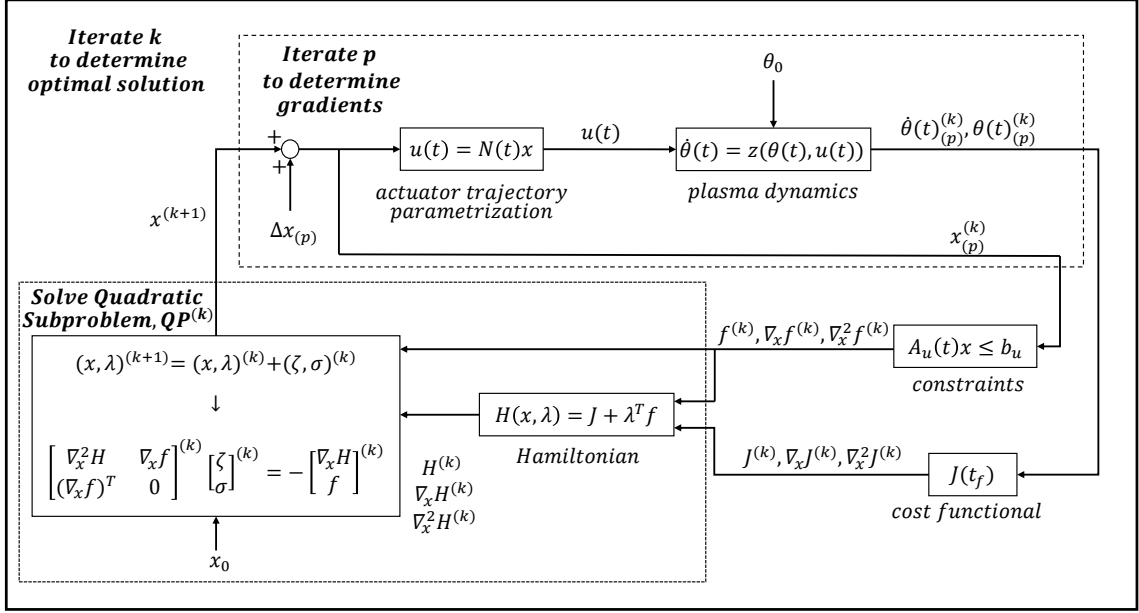 Iterate k
to determine
optimal solution
Iterate p
to determine
gradients
θ₀
+
+
u(t) = N(t)x
u(t)
θ̇(t) = z(θ(t), u(t))
θ̇(t)₍ₚ₎⁽ᵏ⁾, θ(t)₍ₚ₎⁽ᵏ⁾
actuator trajectory
parametrization
plasma dynamics
x⁽ᵏ⁺¹⁾
Δx₍ₚ₎
x₍ₚ₎⁽ᵏ⁾
Solve Quadratic
Subproblem, QP⁽ᵏ⁾
(x, λ)⁽ᵏ⁺¹⁾= (x, λ)⁽ᵏ⁾+(ζ, σ)⁽ᵏ⁾
↓
[∇ₓ²H ∇ₓf; (∇ₓf)ᵀ 0]⁽ᵏ⁾ [ζ; σ]⁽ᵏ⁾ = −[∇ₓH; f]⁽ᵏ⁾
x₀
f⁽ᵏ⁾, ∇ₓf⁽ᵏ⁾, ∇ₓ²f⁽ᵏ⁾
Aᵤ(t)x ≤ bᵤ
constraints
H(x, λ) = J + λᵀf
Hamiltonian
H⁽ᵏ⁾
∇ₓH⁽ᵏ⁾
∇ₓ²H⁽ᵏ⁾
J⁽ᵏ⁾, ∇ₓJ⁽ᵏ⁾, ∇ₓ²J⁽ᵏ⁾
J(t_f)
cost functional